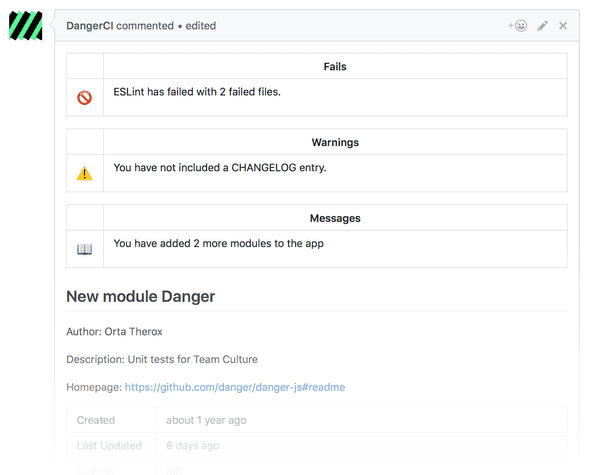 DangerCI commented • edited
Fails
ESLint has failed with 2 failed files.
Warnings
You have not included a CHANGELOG entry.
Messages
You have added 2 more modules to the app
New module Danger
Author: Orta Therox
Description: Unit tests for Team Culture
Homepage: https://github.com/danger/danger-js#readme
Created about 1 year ago
Last Updated 6 days ago
License MIT